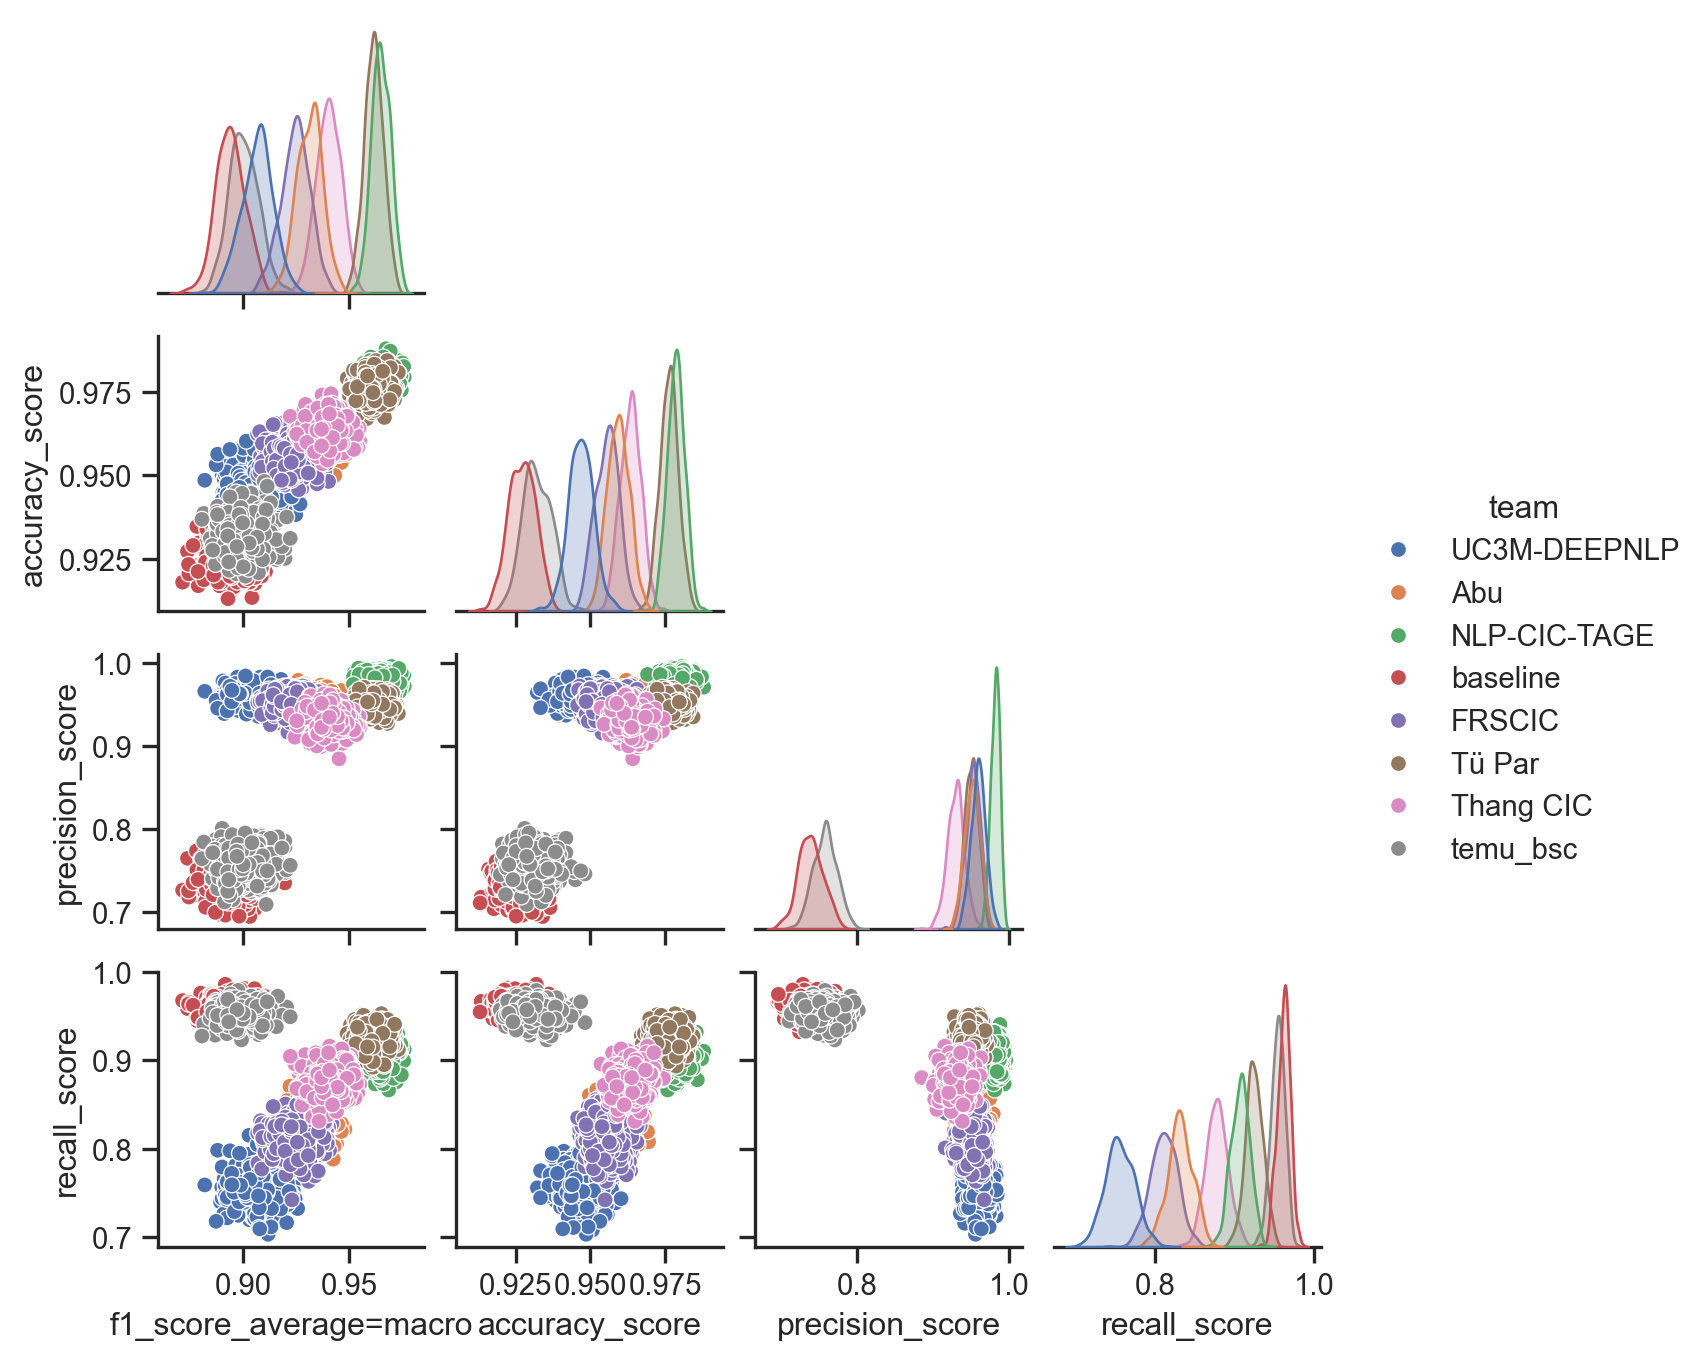 accuracy_score
0.975
0.950
0.925
precision_score
1.0
0.9
0.8
0.7
recall_score
1.0
0.9
0.8
0.7
0.90 0.95 0.925 0.950 0.975 0.8 1.0 0.8 1.0
f1_score_average=macro accuracy_score precision_score recall_score
team
UC3M-DEEPNLP
Abu
NLP-CIC-TAGE
baseline
FRSCIC
Tü Par
Thang CIC
temu_bsc